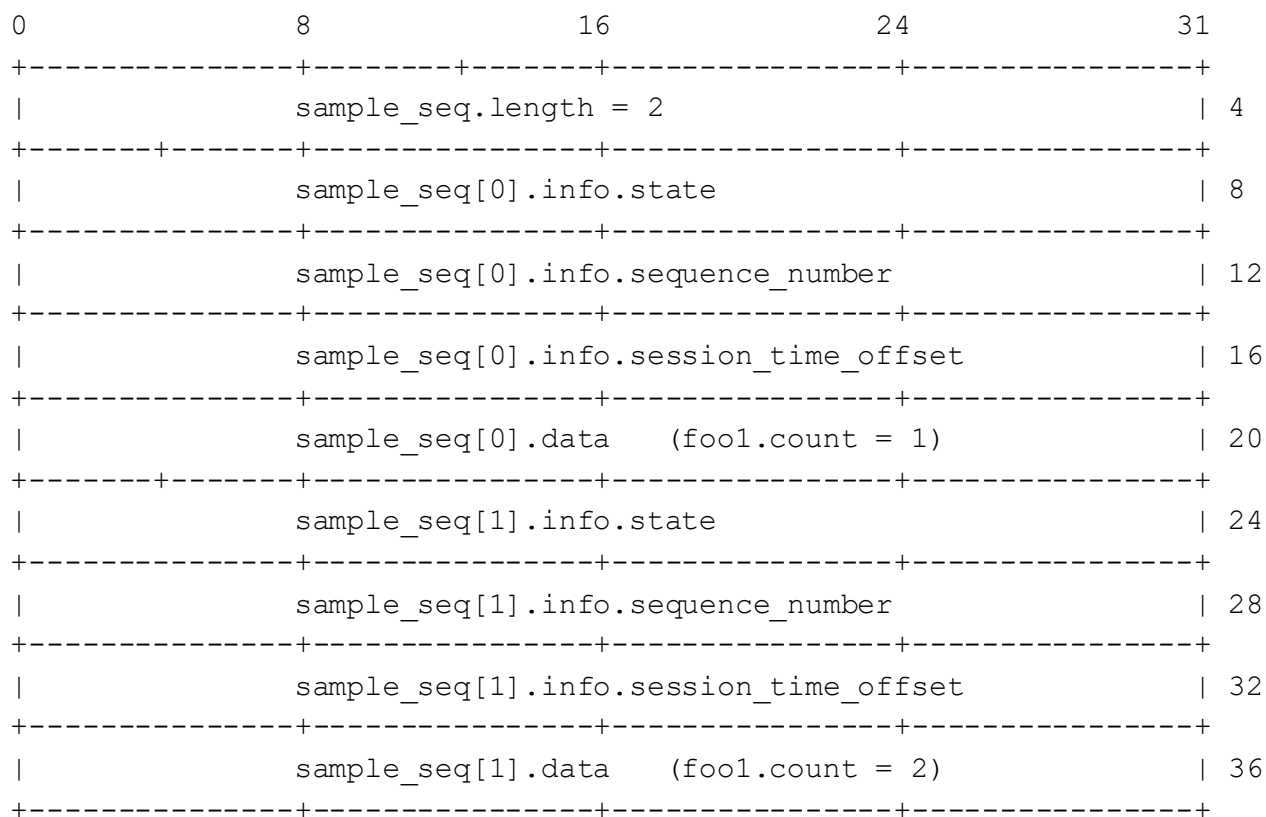 0               8               16              24             31
+---------------+--------+-------+---------------+---------------+
|               sample_seq.length = 2                            | 4
+-------+-------+---------------+---------------+---------------+
|               sample_seq[0].info.state                         | 8
+---------------+---------------+---------------+---------------+
|               sample_seq[0].info.sequence_number               | 12
+---------------+---------------+---------------+---------------+
|               sample_seq[0].info.session_time_offset           | 16
+---------------+---------------+---------------+---------------+
|               sample_seq[0].data   (foo1.count = 1)            | 20
+-------+-------+---------------+---------------+---------------+
|               sample_seq[1].info.state                         | 24
+---------------+---------------+---------------+---------------+
|               sample_seq[1].info.sequence_number               | 28
+---------------+---------------+---------------+---------------+
|               sample_seq[1].info.session_time_offset           | 32
+---------------+---------------+---------------+---------------+
|               sample_seq[1].data   (foo1.count = 2)            | 36
+---------------+---------------+---------------+---------------+